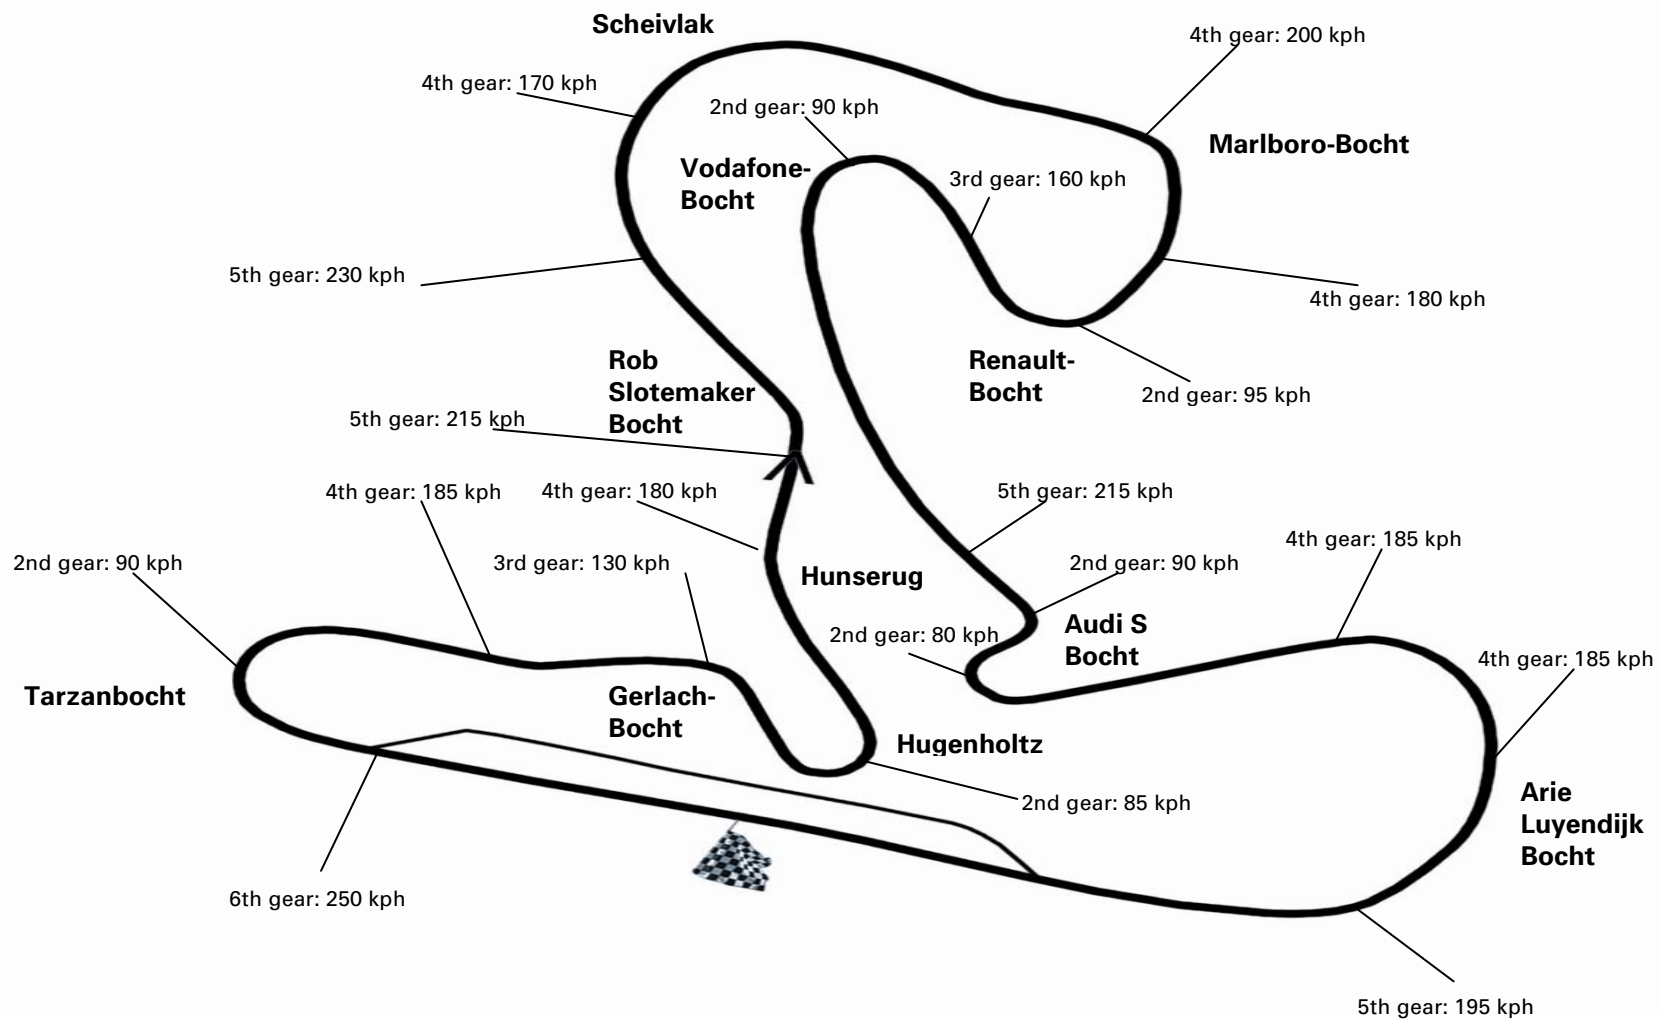 Scheivlak
4th gear: 200 kph
4th gear: 170 kph
2nd gear: 90 kph
Marlboro-Bocht
Vodafone-
Bocht
3rd gear: 160 kph
5th gear: 230 kph
4th gear: 180 kph
Rob
Slotemaker
Bocht
Renault-
Bocht
2nd gear: 95 kph
5th gear: 215 kph
4th gear: 185 kph
4th gear: 180 kph
5th gear: 215 kph
4th gear: 185 kph
2nd gear: 90 kph
3rd gear: 130 kph
Hunserug
2nd gear: 90 kph
2nd gear: 80 kph
Audi S
Bocht
4th gear: 185 kph
Tarzanbocht
Gerlach-
Bocht
Hugenholtz
2nd gear: 85 kph
Arie
Luyendijk
Bocht
6th gear: 250 kph
5th gear: 195 kph